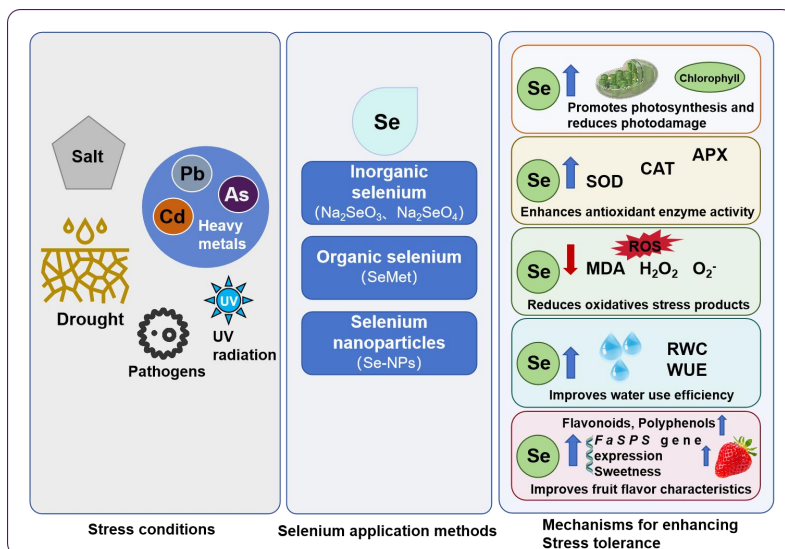 Salt
Pb
As
Cd
Heavy
metals
Drought
UV
UV
radiation
Pathogens
Stress conditions
Se
Inorganic
selenium
(Na₂SeO₃、Na₂SeO₄)
Organic selenium
(SeMet)
Selenium
nanoparticles
(Se-NPs)
Selenium application methods
Se
Chlorophyll
Promotes photosynthesis and
reduces photodamage
Se
SOD
CAT
APX
Enhances antioxidant enzyme activity
Se
ROS
MDA H₂O₂ O₂⁻
Reduces oxidatives stress products
Se
RWC
WUE
Improves water use efficiency
Flavonoids, Polyphenols
Se
FaSPS gene
expression
Sweetness
Improves fruit flavor characteristics
Mechanisms for enhancing
Stress tolerance